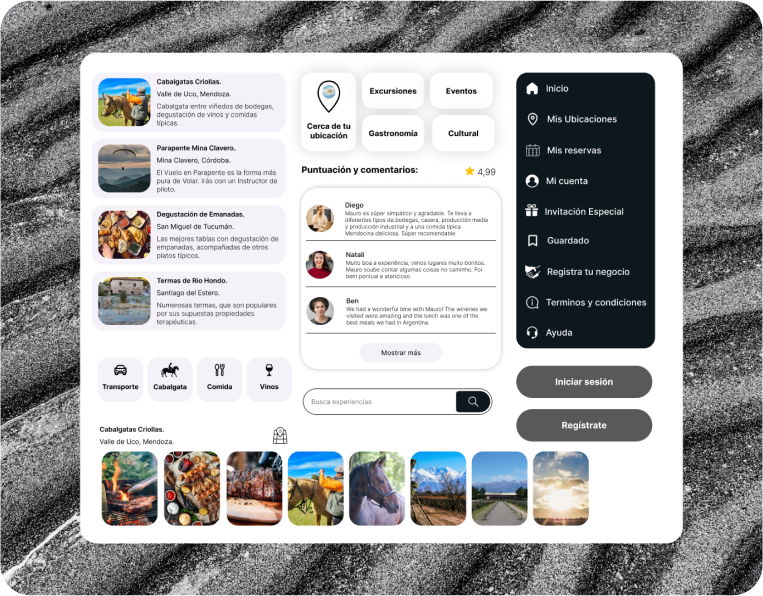 Cabalgatas Criollas.
Valle de Uco, Mendoza.
Cabalgata entre viñedos de bodegas,
degustación de vinos y comidas
típicas.
Parapente Mina Clavero.
Mina Clavero, Córdoba.
El Vuelo en Parapente es la forma más
pura de Volar. Irás con un Instructor de
piloto.
Degustación de Emanadas.
San Miguel de Tucumán.
Las mejores tablas con degustación de
empanadas, acompañadas de otros
platos típicos.
Termas de Rio Hondo.
Santiago del Estero.
Numerosas termas, que son populares
por sus supuestas propiedades
terapéuticas.
Transporte
Cabalgata
Comida
Vinos
Cabalgatas Criollas.
Valle de Uco, Mendoza.
Cerca de tu
ubicación
Excursiones
Eventos
Gastronomía
Cultural
Puntuación y comentarios:
4,99
Diego
Mauro es súper simpático y agradable. Te lleva a
diferentes tipos de:bodegas, casera, producción media
y producción industrial y a una comida típica
Mendocina deliciosa. Súper recomendable
Natali
Muito boa a experiência, vinos lugares muito bonitos.
Mauro soube contar algumas coisas no caminho. Foi
bem pontual e atencioso
Ben
We had a wonderful time with Mauro! The wineries we
visited were amazing and the lunch was one of the
best meals we had in Argentina.
Mostrar más
Busca experiencias
Inicio
Mis Ubicaciones
Mis reservas
Mi cuenta
Invitación Especial
Guardado
Registra tu negocio
Terminos y condiciones
Ayuda
Iniciar sesión
Regístrate